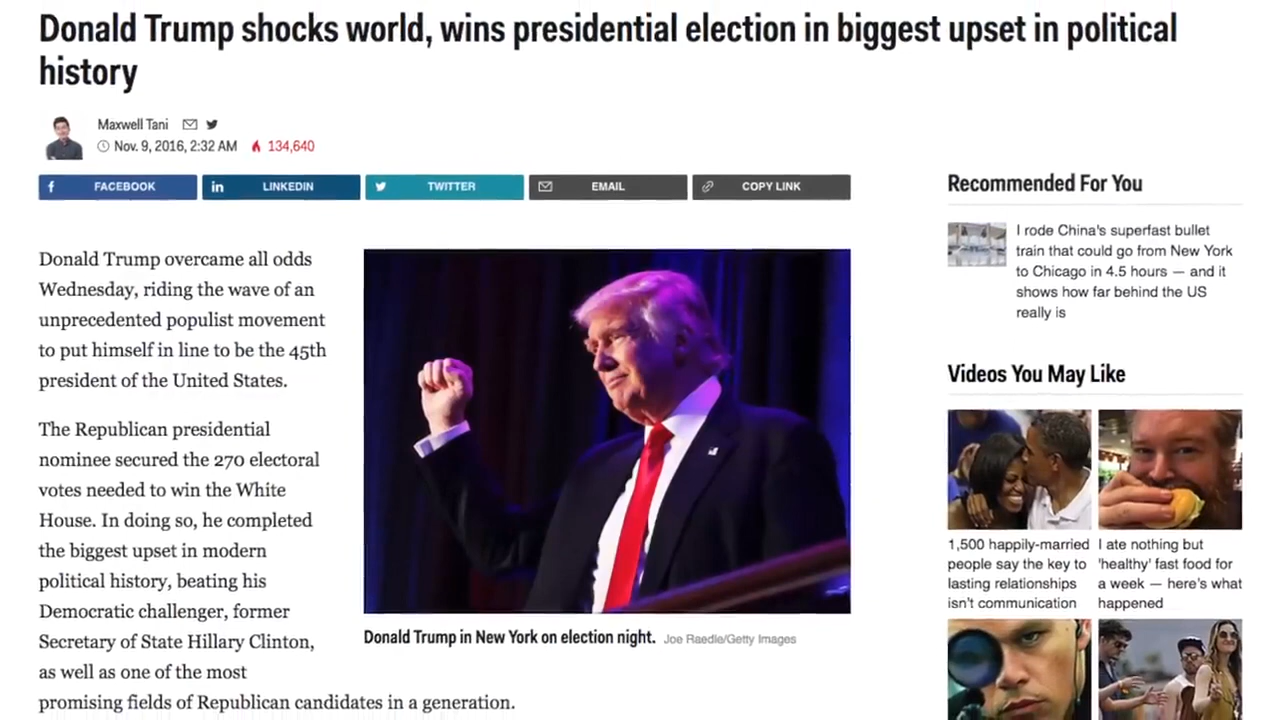 Donald Trump shocks world, wins presidential election in biggest upset in political
history
Maxwell Tani
Nov. 9, 2016, 2:32 AM 134,640
FACEBOOK
LINKEDIN
TWITTER
EMAIL
COPY LINK
Donald Trump overcame all odds
Wednesday, riding the wave of an
unprecedented populist movement
to put himself in line to be the 45th
president of the United States.
The Republican presidential
nominee secured the 270 electoral
votes needed to win the White
House. In doing so, he completed
the biggest upset in modern
political history, beating his
Democratic challenger, former
Secretary of State Hillary Clinton,
as well as one of the most
promising fields of Republican candidates in a generation.
Donald Trump in New York on election night. Joe Raedle/Getty Images
Recommended For You
I rode China's superfast bullet
train that could go from New York
to Chicago in 4.5 hours — and it
shows how far behind the US
really is
Videos You May Like
1,500 happily-married
people say the key to
lasting relationships
isn't communication
I ate nothing but
'healthy' fast food for
a week — here's what
happened